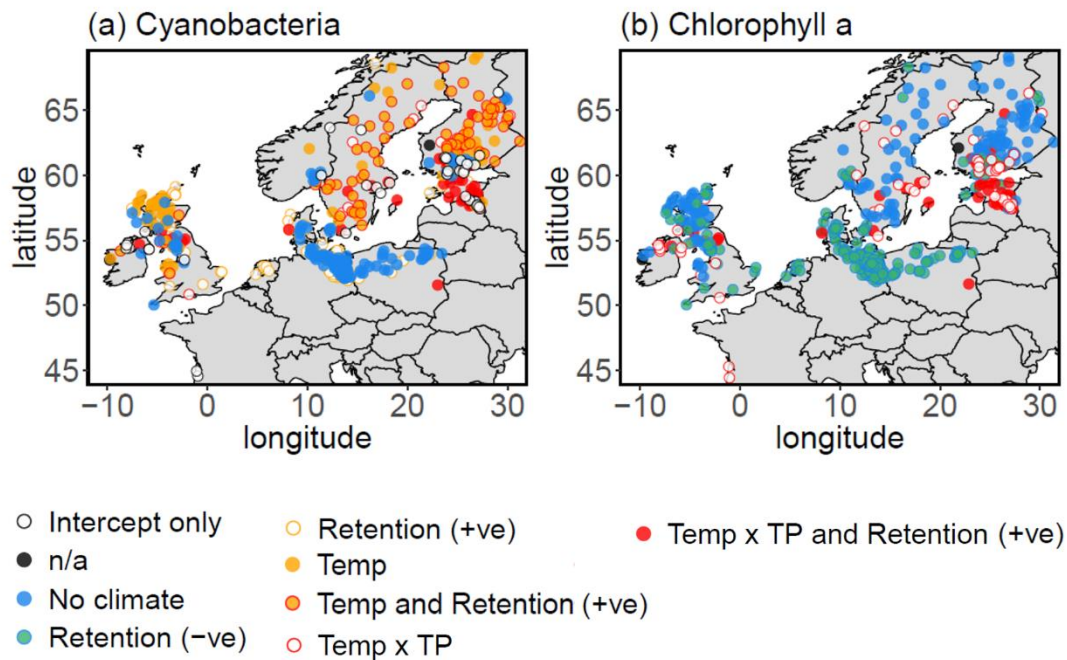 (a) Cyanobacteria
(b) Chlorophyll a
latitude
65
60
55
50
45
−10 0 10 20 30
longitude
latitude
65
60
55
50
45
−10 0 10 20 30
longitude
Intercept only
n/a
No climate
Retention (−ve)
Retention (+ve)
Temp
Temp and Retention (+ve)
Temp x TP
Temp x TP and Retention (+ve)